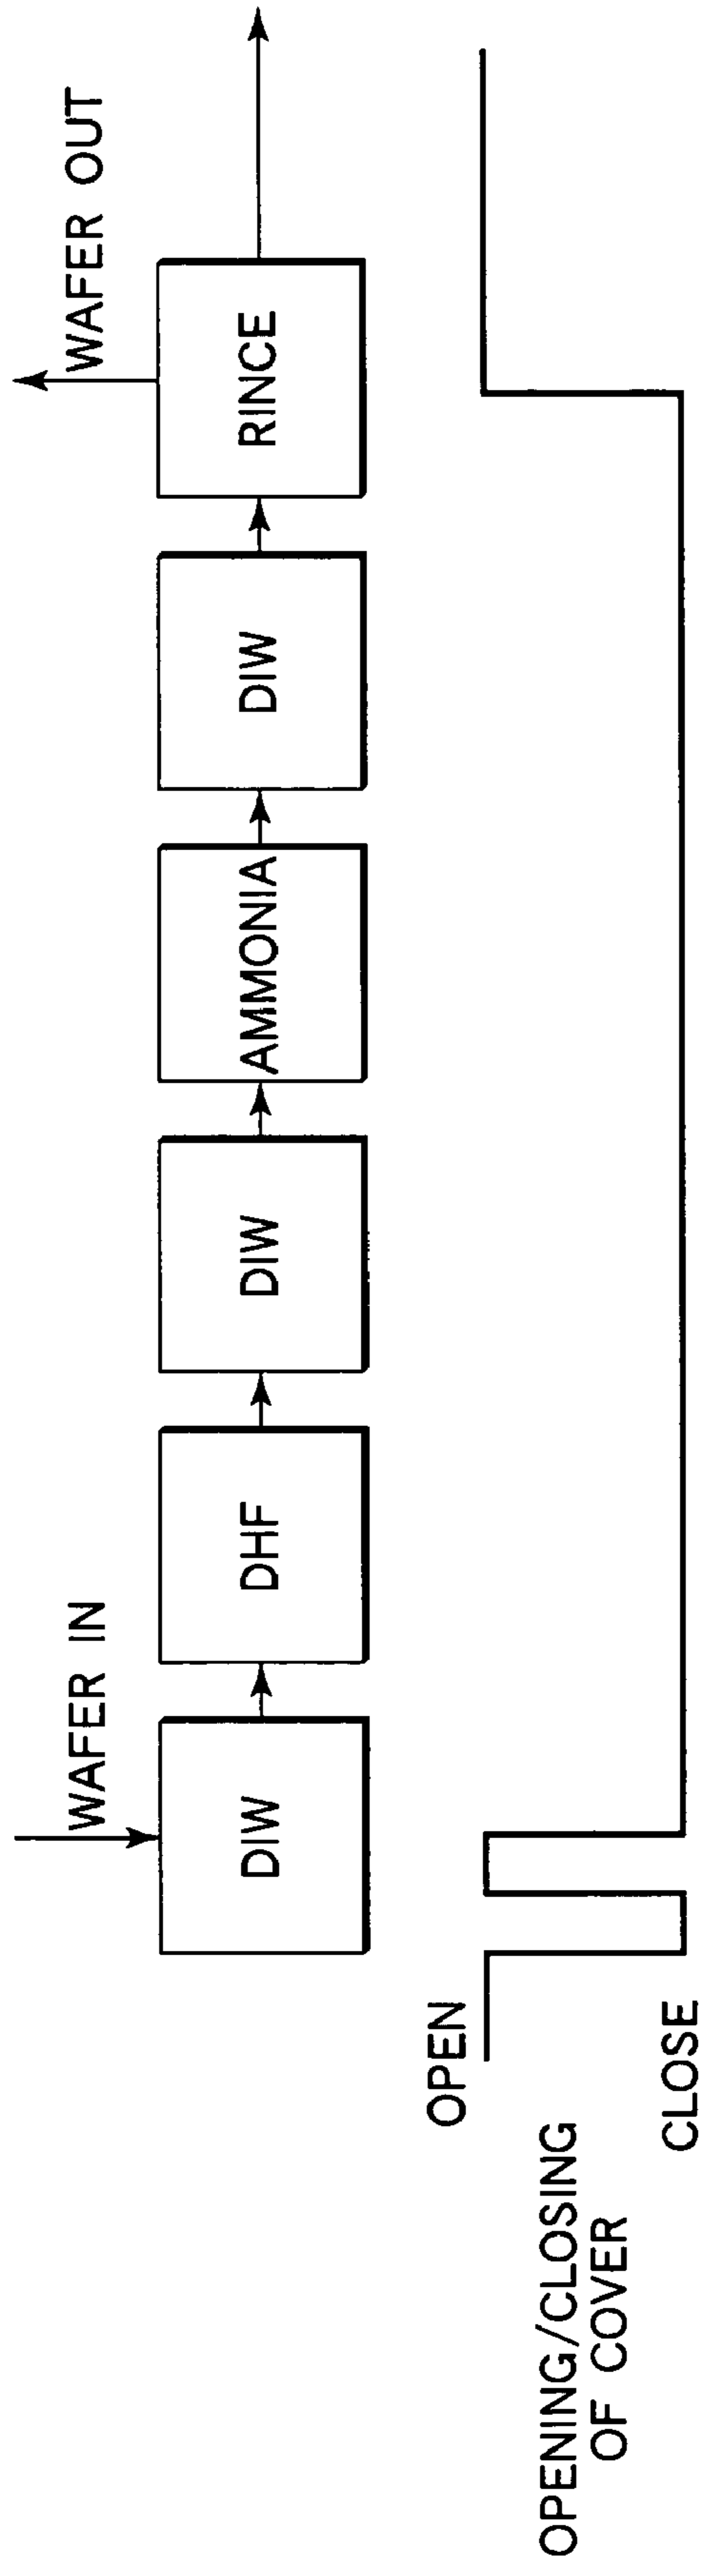 WAFER IN
WAFER OUT
DIW
DHF
DIW
AMMONIA
DIW
RINCE
OPEN
OPENING/CLOSING
OF COVER
CLOSE